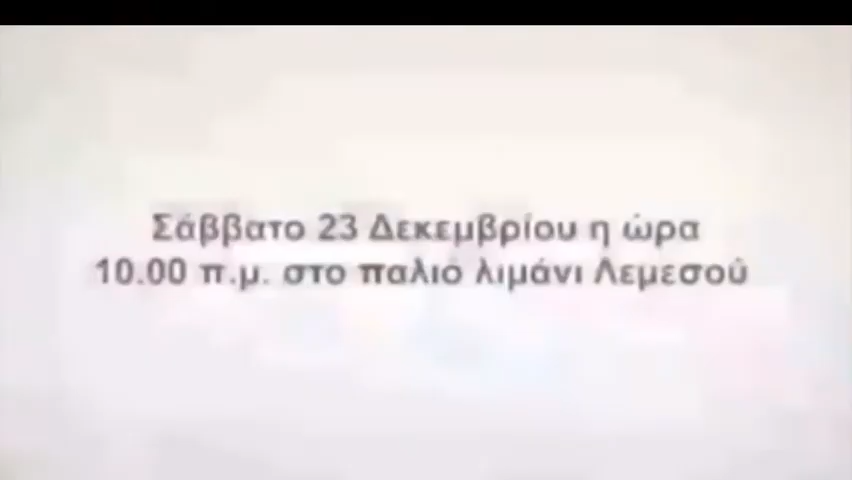 Σάββατο 23 Δεκεμβρίου η ώρα
10.00 π.μ. στο παλιό λιμάνι Λεμεσού